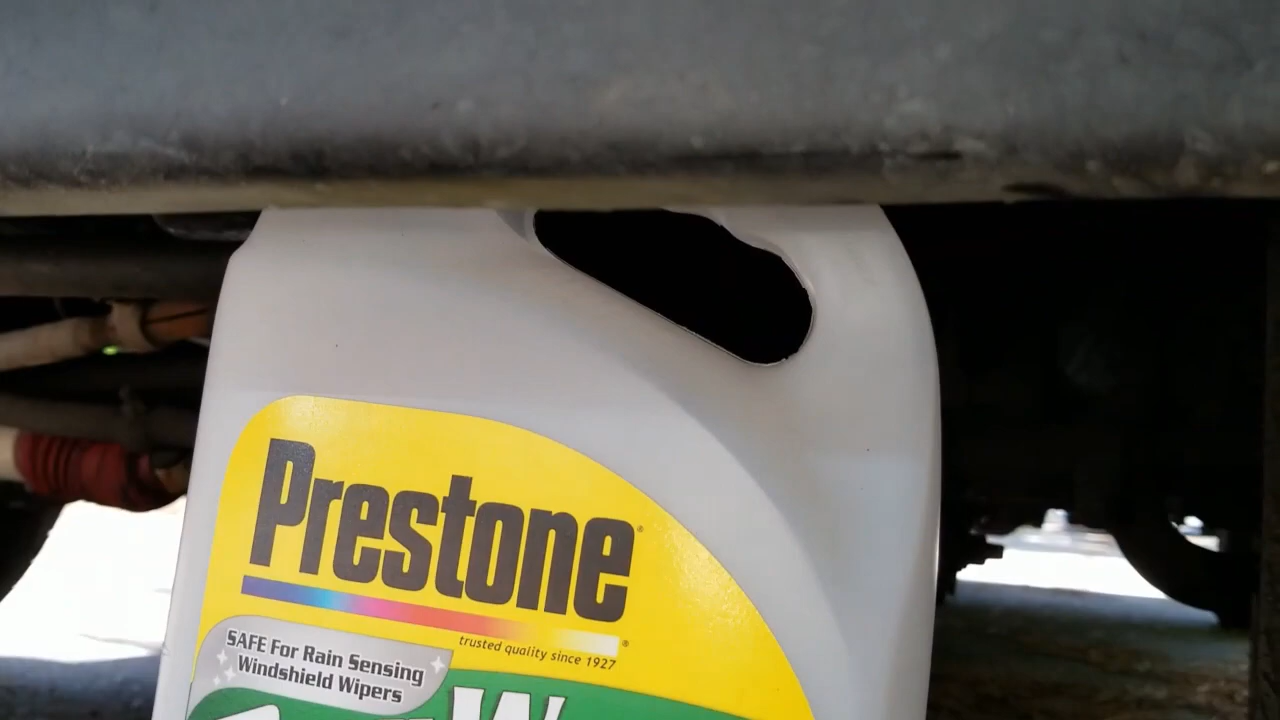 Prestone®
trusted quality since 1927®
SAFE For Rain Sensing
Windshield Wipers